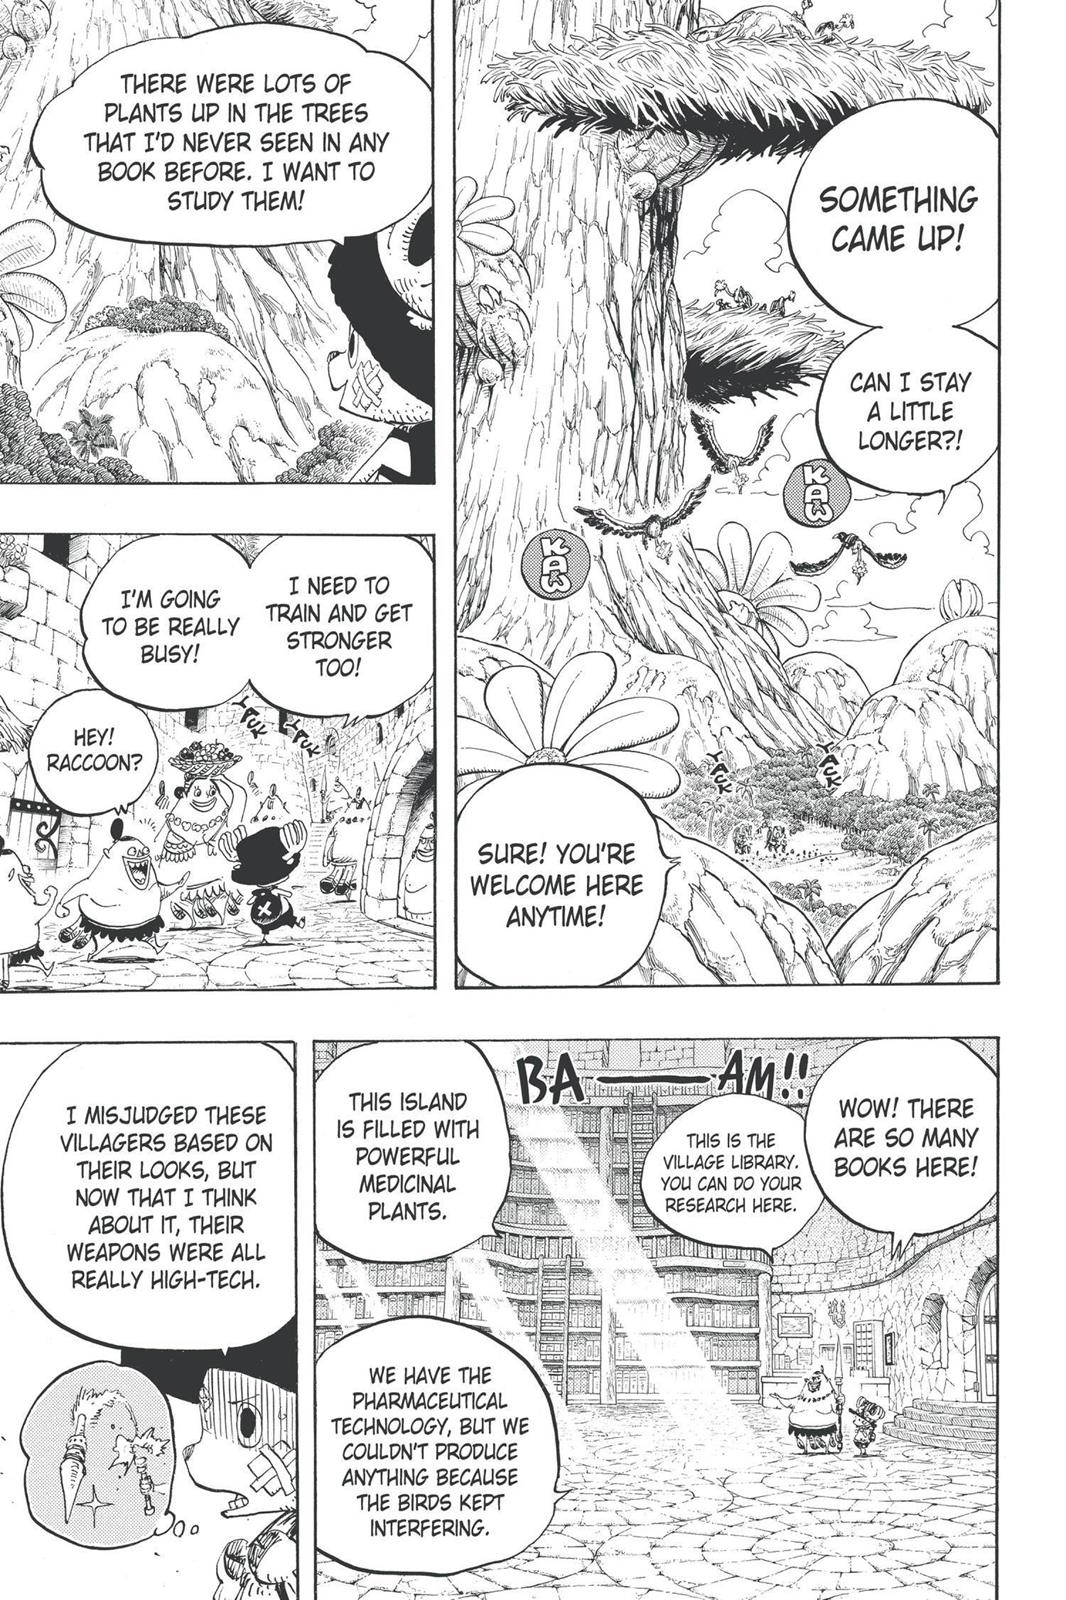 SOMETHING
CAME UP!
CAN I STAY
A LITTLE
LONGER?!
KAW
KAW
YACK
YACK
SURE! YOU'RE
WELCOME HERE
ANYTIME!
THERE WERE LOTS OF
PLANTS UP IN THE TREES
THAT I'D NEVER SEEN IN ANY
BOOK BEFORE. I WANT TO
STUDY THEM!
I NEED TO
TRAIN AND GET
STRONGER
TOO!
I'M GOING
TO BE REALLY
BUSY!
HEY!
RACCOON?
WOW! THERE
ARE SO MANY
BOOKS HERE!
BA — AM!!
THIS IS THE
VILLAGE LIBRARY.
YOU CAN DO YOUR
RESEARCH HERE.
THIS ISLAND
IS FILLED WITH
POWERFUL
MEDICINAL
PLANTS.
WE HAVE THE
PHARMACEUTICAL
TECHNOLOGY, BUT WE
COULDN'T PRODUCE
ANYTHING BECAUSE
THE BIRDS KEPT
INTERFERING.
I MISJUDGED THESE
VILLAGERS BASED ON
THEIR LOOKS, BUT
NOW THAT I THINK
ABOUT IT, THEIR
WEAPONS WERE ALL
REALLY HIGH-TECH.